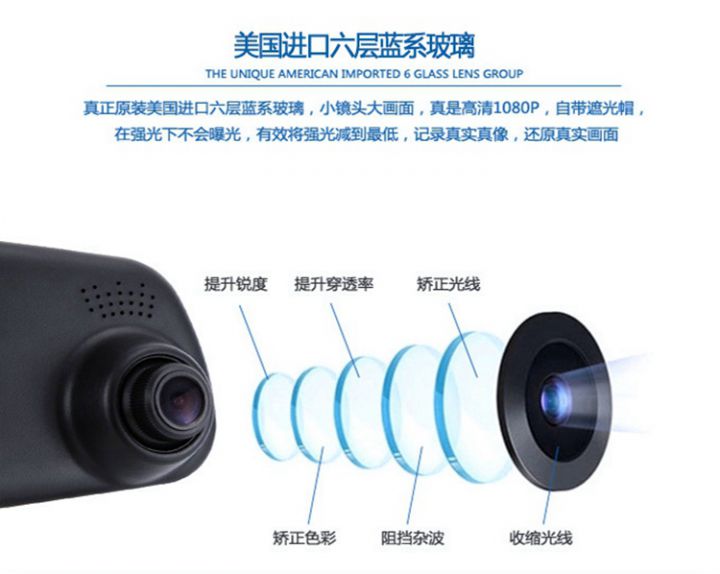 美国进口六层蓝系玻璃
THE UNIQUE AMERICAN IMPORTED 6 GLASS LENS GROUP
真正原装美国进口六层蓝系玻璃，小镜头大画面，真是高清1080P，自带遮光帽，
在强光下不会曝光，有效将强光减到最低，记录真实真像，还原真实画面
提升锐度 提升穿透率 矫正光线
矫正色彩 阻挡杂波 收缩光线